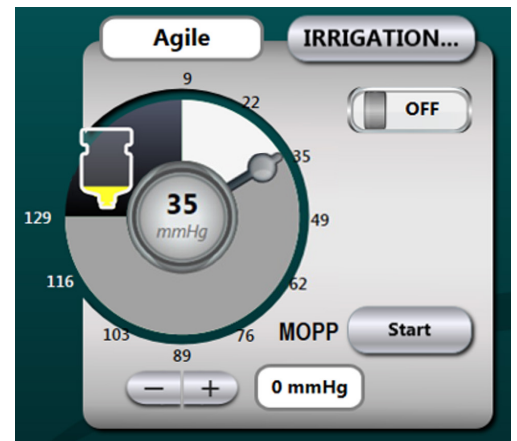 Agile
IRRIGATION...
9
22
OFF
35
35
mmHg
129
49
116
62
103
76
MOPP
Start
89
−
+
0 mmHg